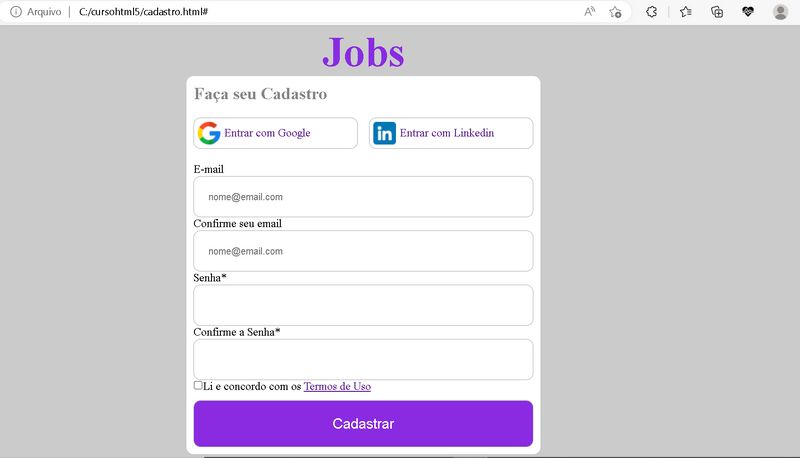 Arquivo | C:/cursohtml5/cadastro.html#
Jobs
Faça seu Cadastro
Entrar com Google
in Entrar com Linkedin
E-mail
nome@email.com
Confirme seu email
nome@email.com
Senha*
Confirme a Senha*
Li e concordo com os Termos de Uso
Cadastrar